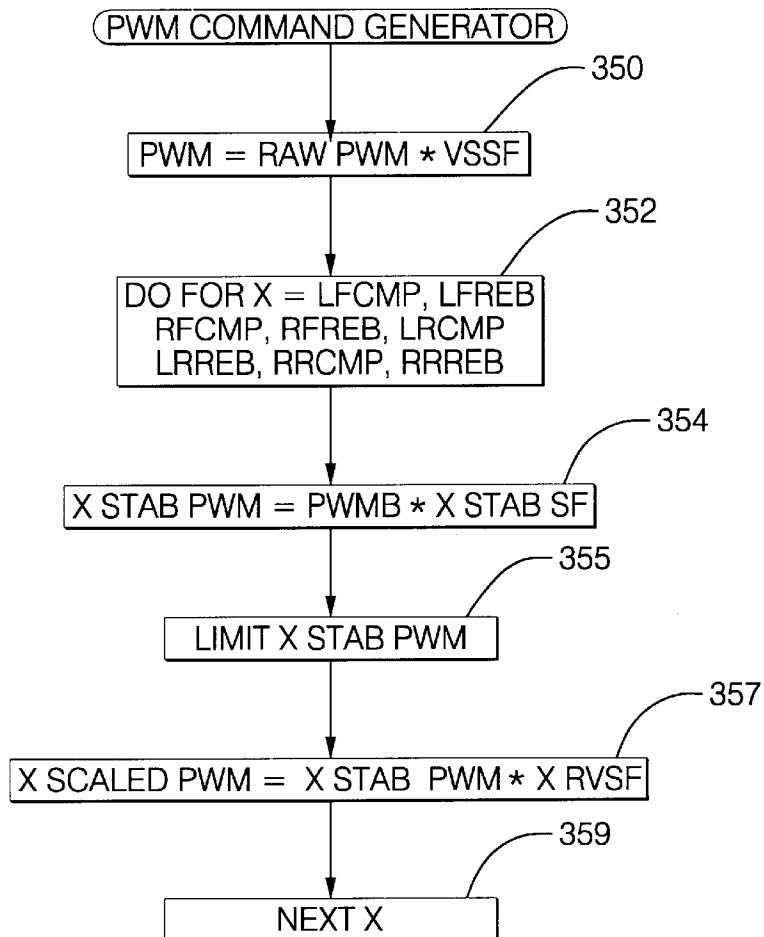 PWM COMMAND GENERATOR
350
PWM = RAW PWM * VSSF
352
DO FOR X = LFCMP, LFREB
RFCMP, RFREB, LRCMP
LRREB, RRCMP, RRREB
354
X STAB PWM = PWMB * X STAB SF
355
LIMIT X STAB PWM
357
X SCALED PWM = X STAB PWM * X RVSF
359
NEXT X